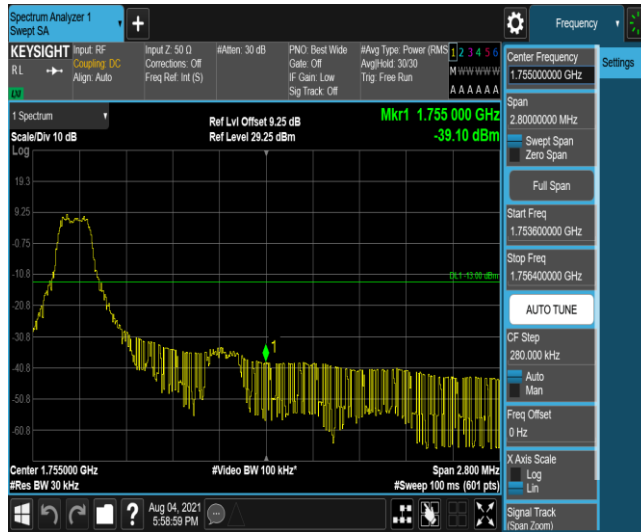 Spectrum Analyzer 1
Swept SA
+
Frequency
KEYSIGHT
RL
LXI
Input: RF
Coupling: DC
Align: Auto
Input Z: 50 Ω
Corrections: Off
Freq Ref: Int (S)
#Atten: 30 dB
PNO: Best Wide
Gate: Off
IF Gain: Low
Sig Track: Off
#Avg Type: Power (RMS
Avg|Hold: 30/30
Trig: Free Run
1 2 3 4 5 6
M W W W W W
A A A A A A
1 Spectrum
Scale/Div 10 dB
Ref Lvl Offset 9.25 dB
Ref Level 29.25 dBm
Mkr1 1.755 000 GHz
-39.10 dBm
Log
19.3
9.25
-0.75
-10.8
-20.8
-30.8
-40.8
-50.8
-60.8
DL1 -13.00 dBm
1
Center 1.755000 GHz
#Res BW 30 kHz
#Video BW 100 kHz*
Span 2.800 MHz
#Sweep 100 ms (601 pts)
Aug 04, 2021
5:58:59 PM
?
Center Frequency
1.755000000 GHz
Span
2.80000000 MHz
Swept Span
Zero Span
Full Span
Start Freq
1.753600000 GHz
Stop Freq
1.756400000 GHz
AUTO TUNE
CF Step
280.000 kHz
Auto
Man
Freq Offset
0 Hz
X Axis Scale
Log
Lin
Signal Track
(Span Zoom)
Settings